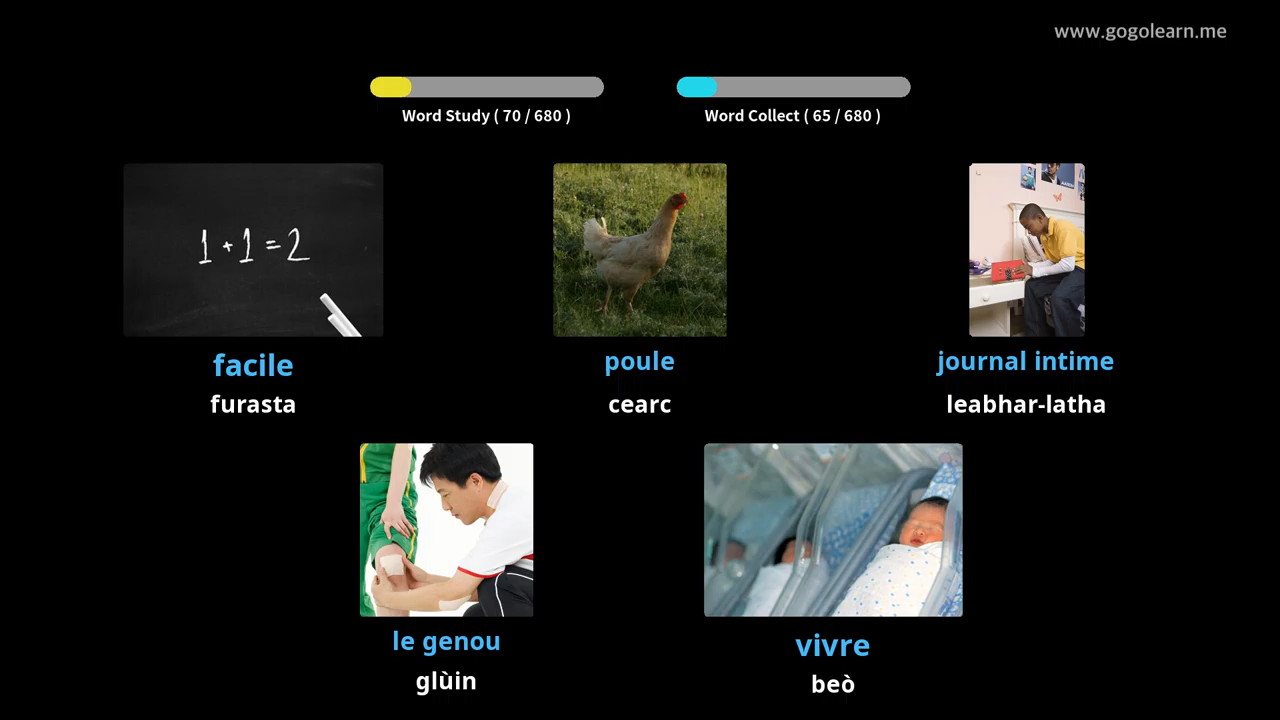 www.gogolearn.me
Word Study ( 70 / 680 )
Word Collect ( 65 / 680 )
1 + 1 = 2
facile
poule
journal intime
furasta
cearc
leabhar-latha
le genou
vivre
glùin
beò